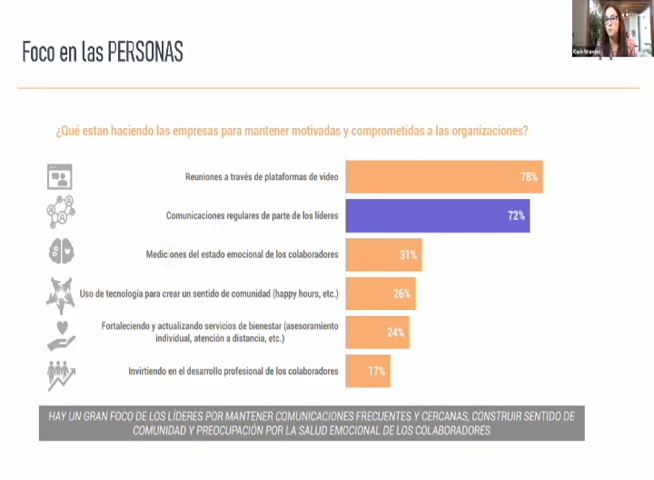 Foco en las PERSONAS
¿Qué estan haciendo las empresas para mantener motivadas y comprometidas a las organizaciones?
Reuniones a través de plataformas de video
78%
Comunicaciones regulares de parte de los líderes
72%
Mediciones del estado emocional de los colaboradores
31%
Uso de tecnología para crear un sentido de comunidad (happy hours, etc.)
26%
Fortaleciendo y actualizando servicios de bienestar (asesoramiento
individual, atención a distancia, etc.)
24%
Invirtiendo en el desarrollo profesional de los colaboradores
17%
HAY UN GRAN FOCO DE LOS LÍDERES POR MANTENER COMUNICACIONES FRECUENTES Y CERCANAS, CONSTRUIR SENTIDO DE
COMUNIDAD Y PREOCUPACIÓN POR LA SALUD EMOCIONAL DE LOS COLABORADORES